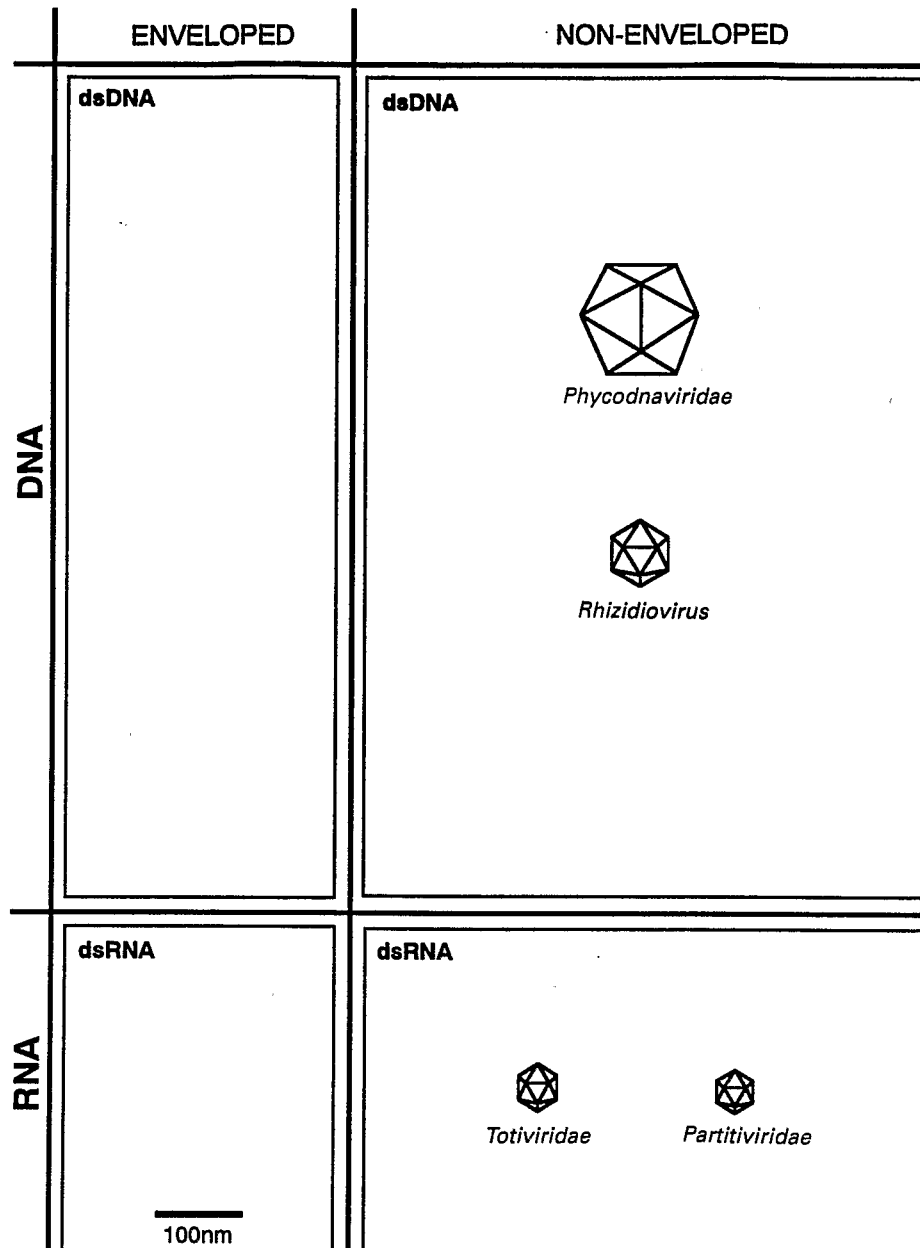 ENVELOPED
NON-ENVELOPED
DNA
dsDNA
dsDNA
Phycodnaviridae
Rhizidiovirus
RNA
dsRNA
dsRNA
Totiviridae
Partitiviridae
100nm